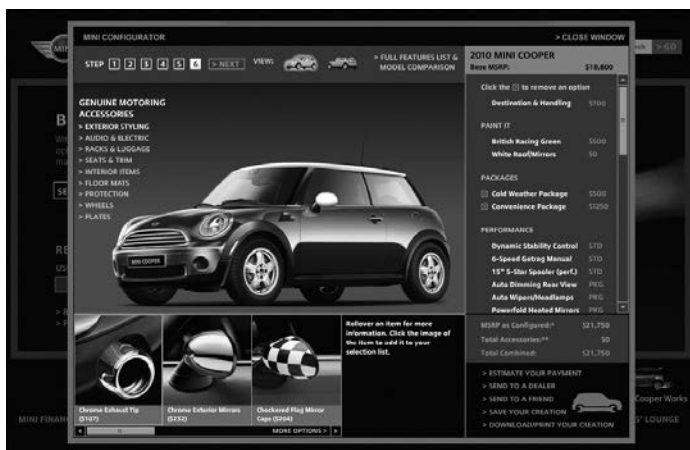 MINI CONFIGURATOR
> CLOSE WINDOW
STEP 1 2 3 4 5 6 > NEXT VIEW:
> FULL FEATURES LIST &
MODEL COMPARISON
2010 MINI COOPER
Base MSRP: $18,800
Click the to remove an option
Destination & Handling $700
PAINT IT
British Racing Green $500
White Roof/Mirrors $0
PACKAGES
Cold Weather Package $500
Convenience Package $1250
PERFORMANCE
Dynamic Stability Control STD
6-Speed Getrag Manual STD
15" 5-Star Spooler (perf.) STD
Auto Dimming Rear View PKG
Auto Wipers/Headlamps PKG
Powerfold Heated Mirrors PKG
MSRP as Configured:* $21,750
Total Accessories:** $0
Total Combined: $21,750
> ESTIMATE YOUR PAYMENT
> SEND TO A DEALER
> SEND TO A FRIEND
> SAVE YOUR CREATION
> DOWNLOAD/PRINT YOUR CREATION
GENUINE MOTORING
ACCESSORIES
> EXTERIOR STYLING
> AUDIO & ELECTRIC
> RACKS & LUGGAGE
> SEATS & TRIM
> INTERIOR ITEMS
> FLOOR MATS
> PROTECTION
> WHEELS
> PLATES
MINI COOPER
Rollover an item for more
information. Click the image of
the item to add it to your
selection list.
Chrome Exhaust Tip
($107)
Chrome Exterior Mirrors
($232)
Checkered Flag Mirror
Caps ($204)
MORE OPTIONS >
> GO
Cooper Works
MINI FINAN
S' LOUNGE